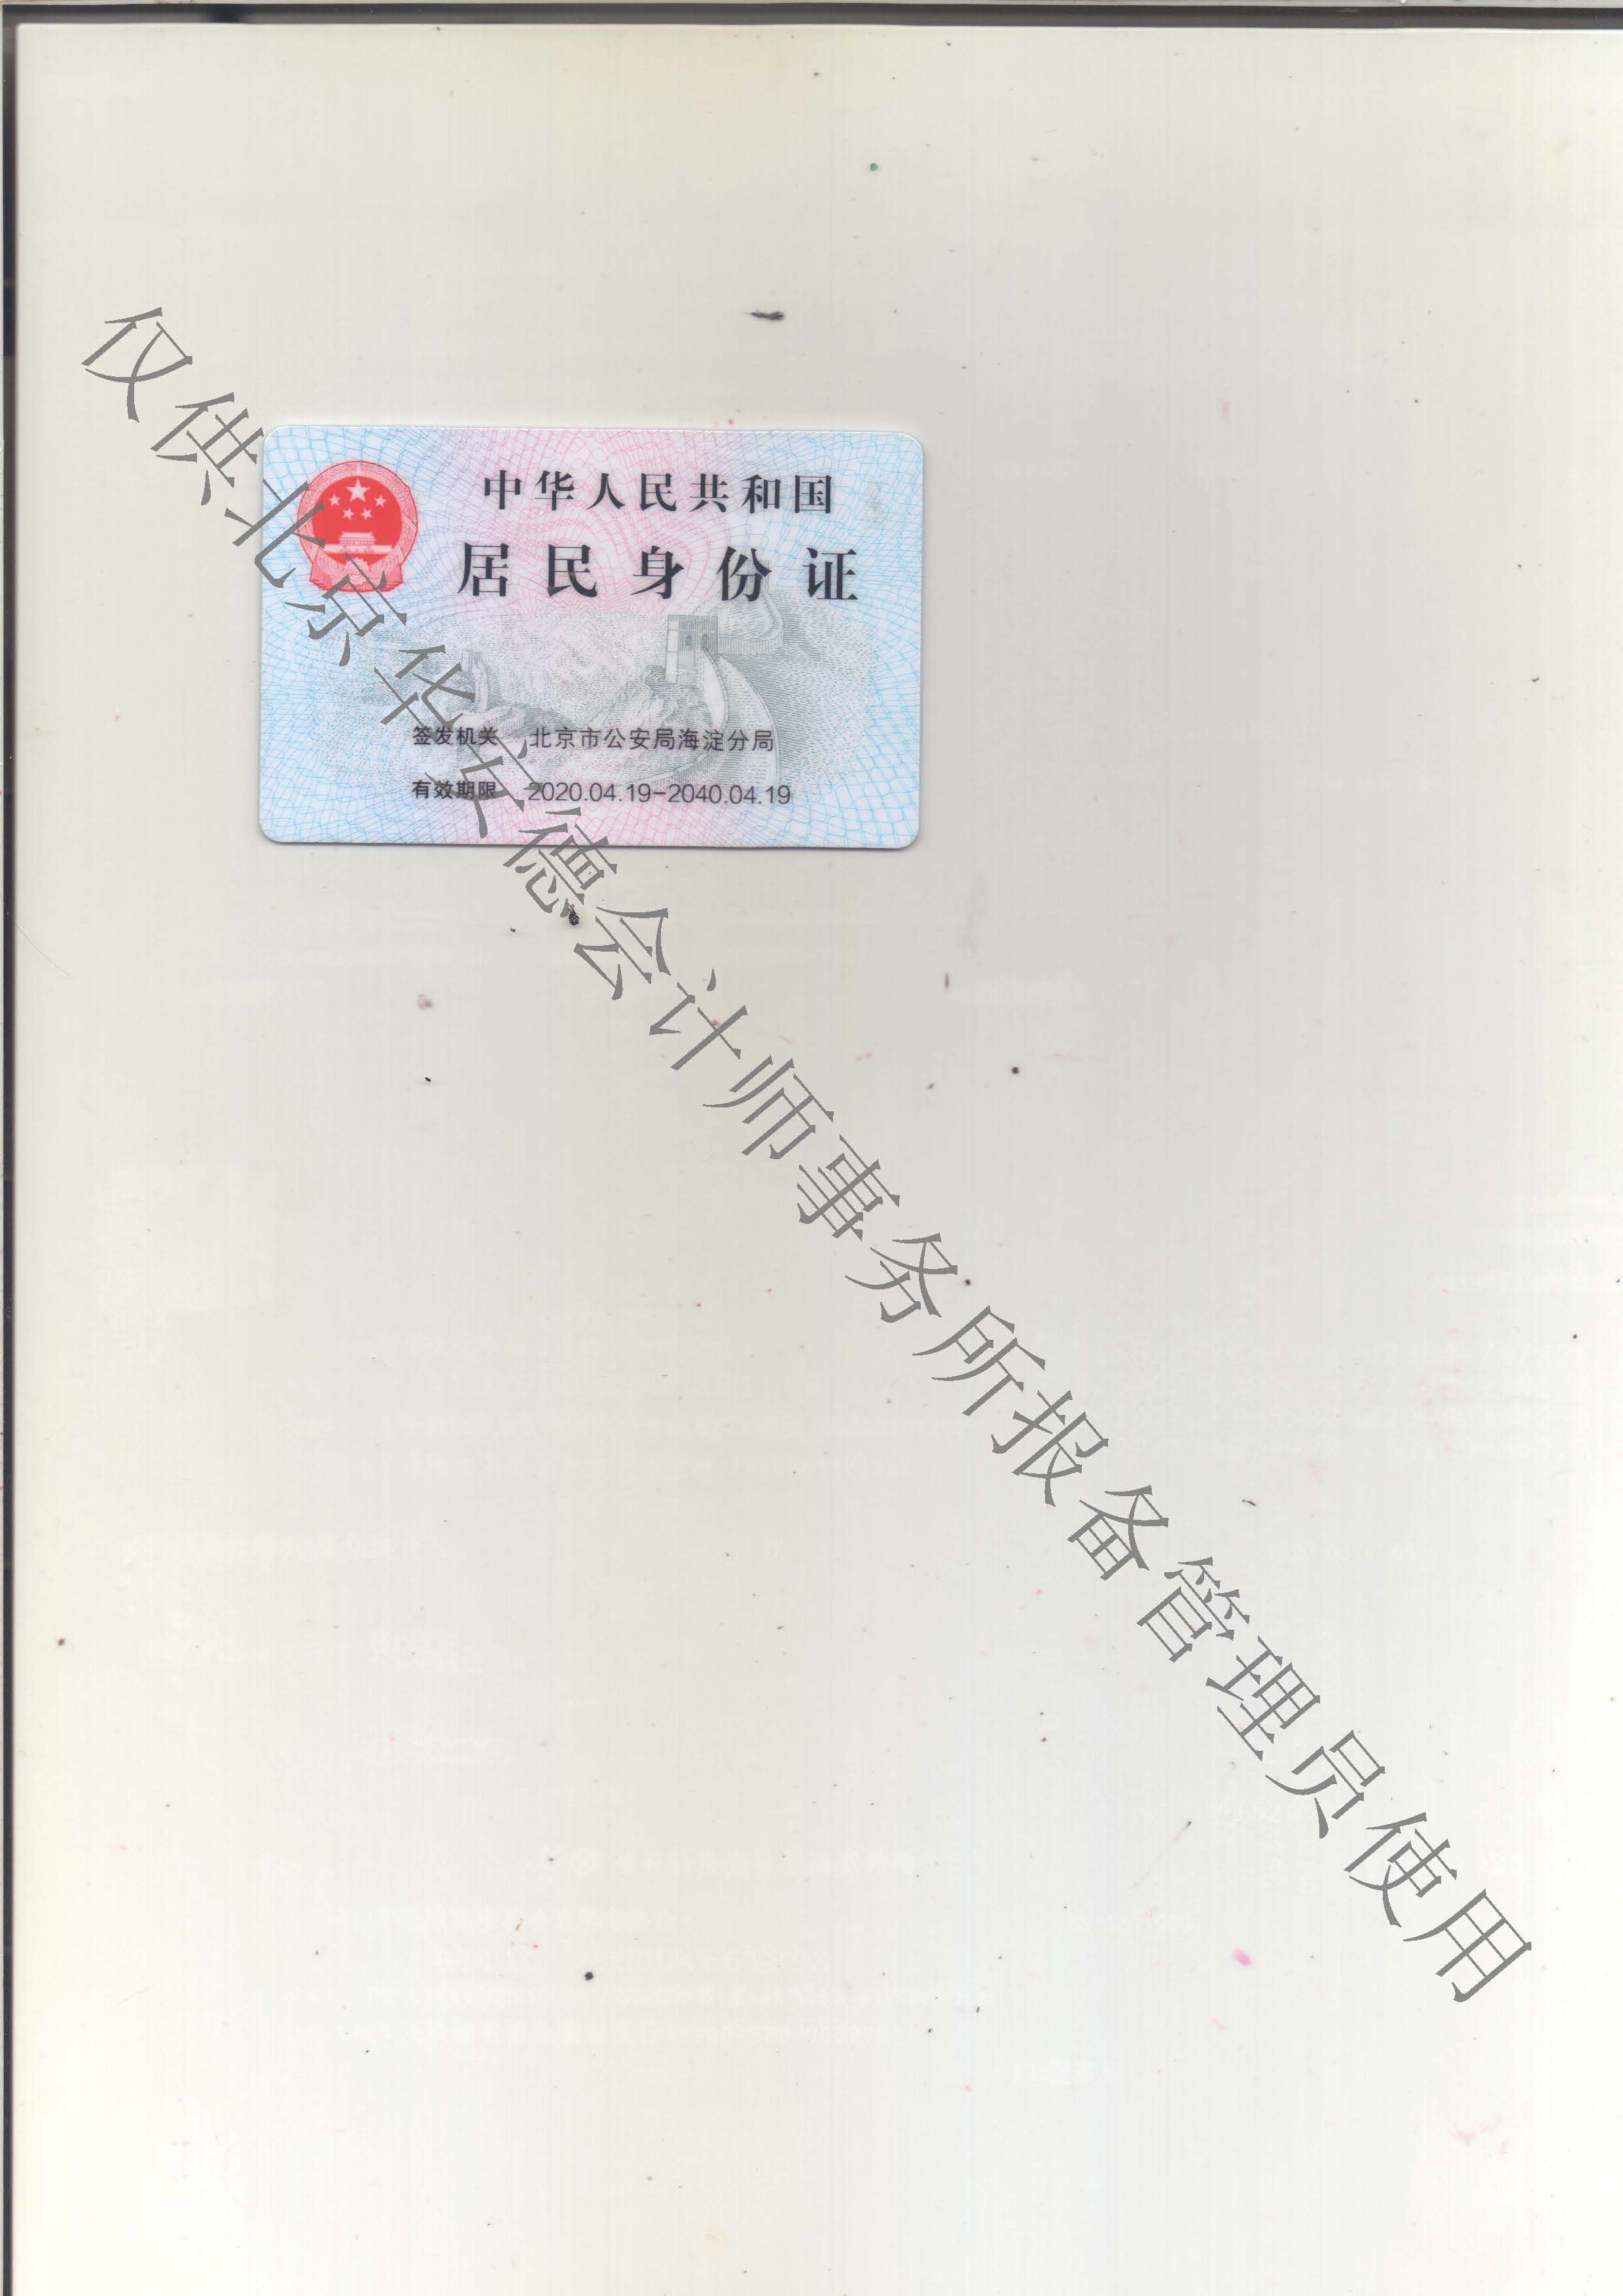 中华人民共和国
居民身份证
签发机关 北京市公安局海淀分局
有效期限 2020.04.19-2040.04.19
仅供北京华安德会计师事务所报备管理员使用